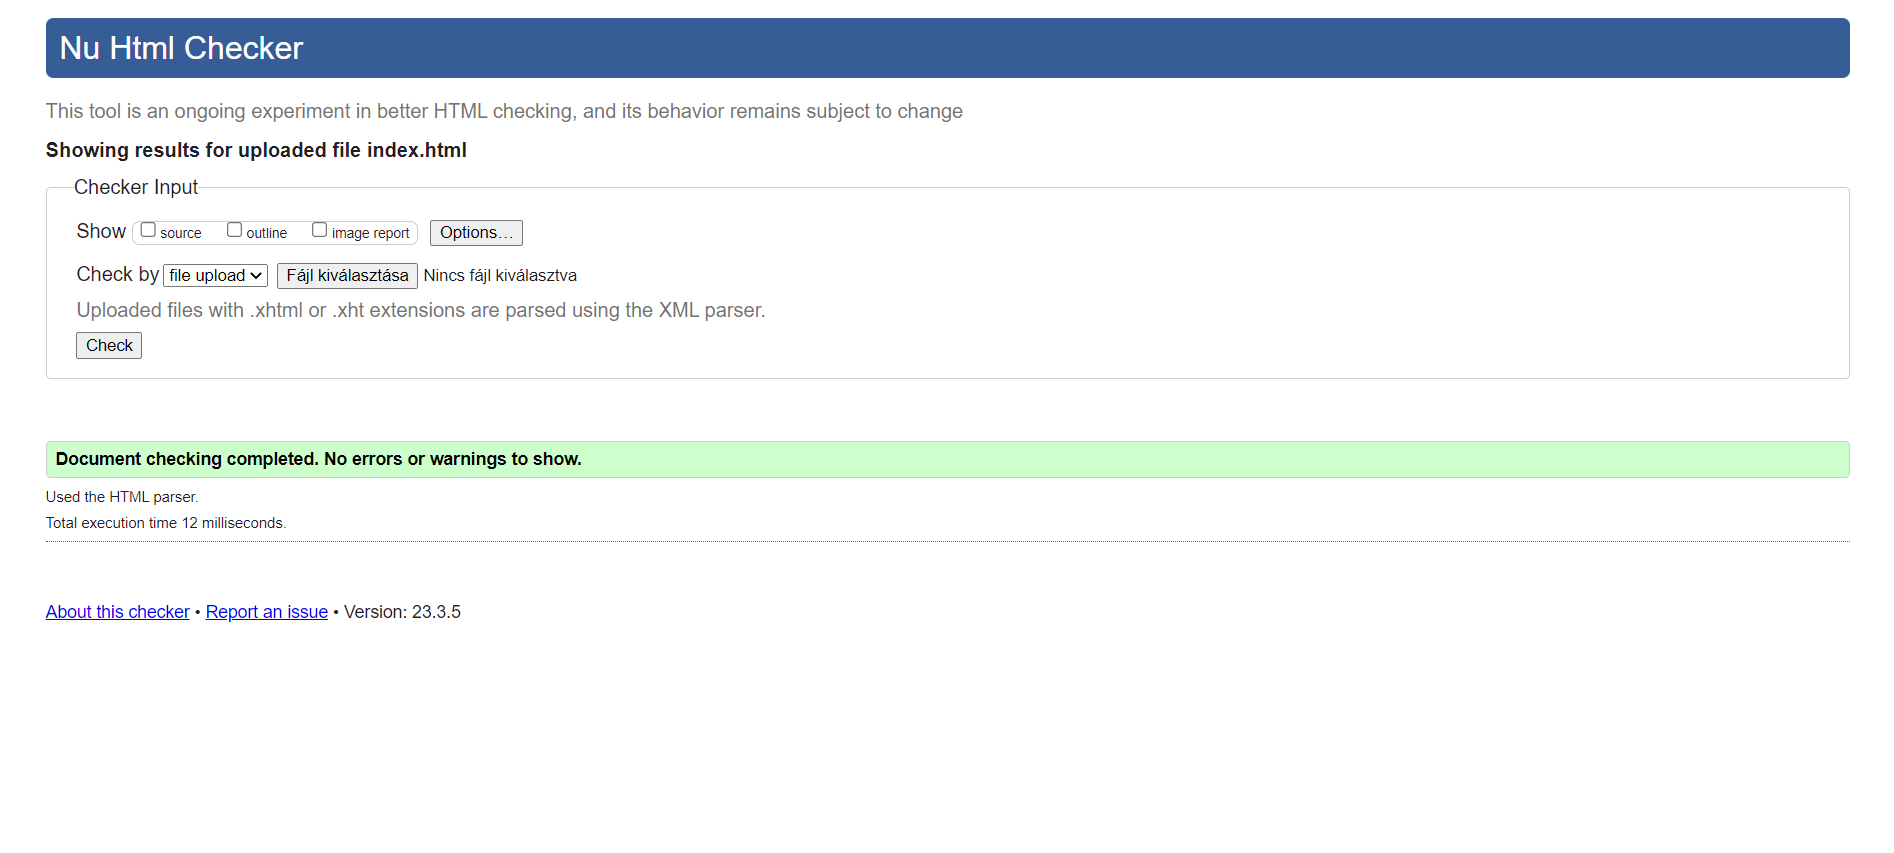 Nu Html Checker
This tool is an ongoing experiment in better HTML checking, and its behavior remains subject to change
Showing results for uploaded file index.html
Checker Input
Show source outline image report Options…
Check by file upload Fájl kiválasztása Nincs fájl kiválasztva
Uploaded files with .xhtml or .xht extensions are parsed using the XML parser.
Check
Document checking completed. No errors or warnings to show.
Used the HTML parser.
Total execution time 12 milliseconds.
About this checker • Report an issue • Version: 23.3.5